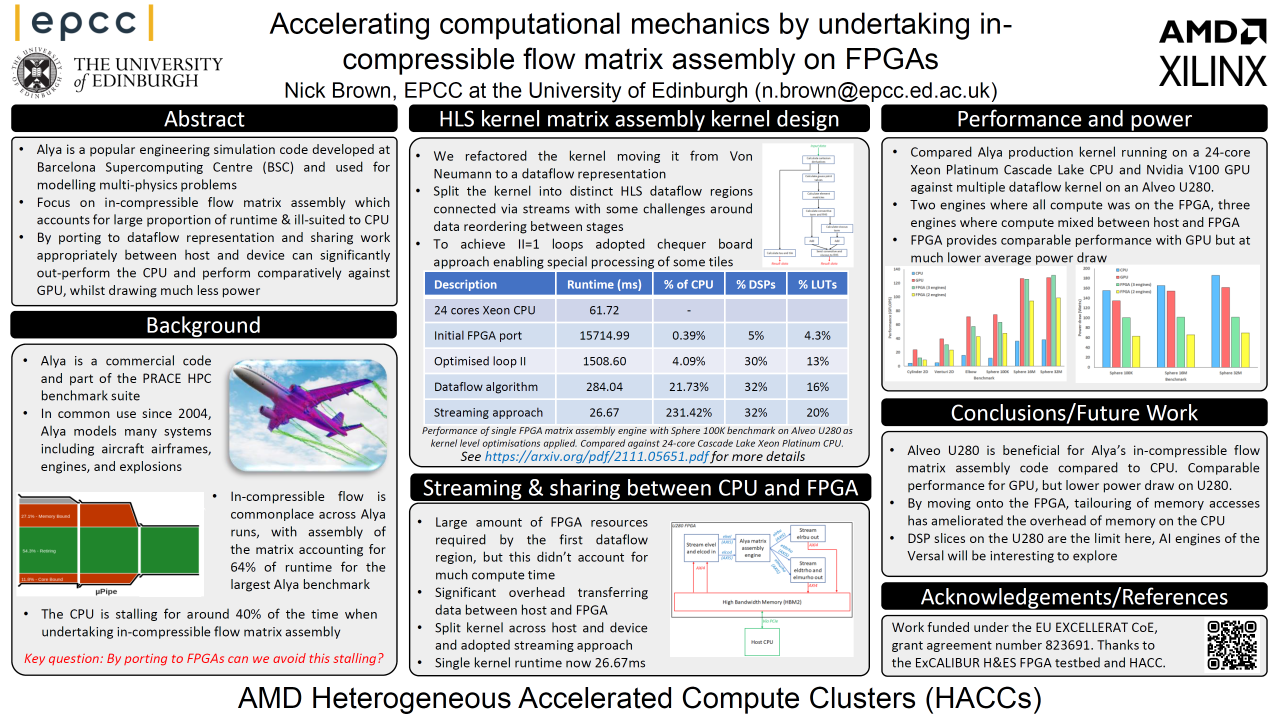 epcc
THE UNIVERSITY
of EDINBURGH
Accelerating computational mechanics by undertaking in-
compressible flow matrix assembly on FPGAs
Nick Brown, EPCC at the University of Edinburgh (n.brown@epcc.ed.ac.uk)
AMD
XILINX
Abstract
• Alya is a popular engineering simulation code developed at
Barcelona Supercomputing Centre (BSC) and used for
modelling multi-physics problems
• Focus on in-compressible flow matrix assembly which
accounts for large proportion of runtime & ill-suited to CPU
• By porting to dataflow representation and sharing work
appropriately between host and device can significantly
out-perform the CPU and perform comparatively against
GPU, whilst drawing much less power
Background
• Alya is a commercial code
and part of the PRACE HPC
benchmark suite
• In common use since 2004,
Alya models many systems
including aircraft airframes,
engines, and explosions
• In-compressible flow is
commonplace across Alya
runs, with assembly of
the matrix accounting for
64% of runtime for the
largest Alya benchmark
µPipe
• The CPU is stalling for around 40% of the time when
undertaking in-compressible flow matrix assembly
Key question: By porting to FPGAs can we avoid this stalling?
HLS kernel matrix assembly kernel design
• We refactored the kernel moving it from Von
Neumann to a dataflow representation
• Split the kernel into distinct HLS dataflow regions
connected via streams with some challenges around
data reordering between stages
• To achieve II=1 loops adopted chequer board
approach enabling special processing of some tiles
Description Runtime (ms) % of CPU % DSPs % LUTs
24 cores Xeon CPU 61.72 -
Initial FPGA port 15714.99 0.39% 5% 4.3%
Optimised loop II 1508.60 4.09% 30% 13%
Dataflow algorithm 284.04 21.73% 32% 16%
Streaming approach 26.67 231.42% 32% 20%
Performance of single FPGA matrix assembly engine with Sphere 100K benchmark on Alveo U280 as
kernel level optimisations applied. Compared against 24-core Cascade Lake Xeon Platinum CPU.
See https://arxiv.org/pdf/2111.05651.pdf for more details
Streaming & sharing between CPU and FPGA
• Large amount of FPGA resources
required by the first dataflow
region, but this didn't account for
much compute time
• Significant overhead transferring
data between host and FPGA
• Split kernel across host and device
and adopted streaming approach
• Single kernel runtime now 26.67ms
U280 FPGA
Stream elvel
and elcod in
Alya matrix
assembly
engine
Stream
elrbu out
Stream
eldtrho and
elmurho out
High Bandwidth Memory (HBM2)
Host CPU
Performance and power
• Compared Alya production kernel running on a 24-core
Xeon Platinum Cascade Lake CPU and Nvidia V100 GPU
against multiple dataflow kernel on an Alveo U280.
• Two engines where all compute was on the FPGA, three
engines where compute mixed between host and FPGA
• FPGA provides comparable performance with GPU but at
much lower average power draw
CPU
GPU
FPGA (3 engines)
FPGA (2 engines)
Benchmark
CPU
GPU
FPGA (3 engines)
FPGA (2 engines)
Sphere 100K Sphere 16M Sphere 32M
Benchmark
Conclusions/Future Work
• Alveo U280 is beneficial for Alya's in-compressible flow
matrix assembly code compared to CPU. Comparable
performance for GPU, but lower power draw on U280.
• By moving onto the FPGA, tailouring of memory accesses
has ameliorated the overhead of memory on the CPU
• DSP slices on the U280 are the limit here, AI engines of the
Versal will be interesting to explore
Acknowledgements/References
Work funded under the EU EXCELLERAT CoE,
grant agreement number 823691. Thanks to
the ExCALIBUR H&ES FPGA testbed and HACC.
AMD Heterogeneous Accelerated Compute Clusters (HACCs)